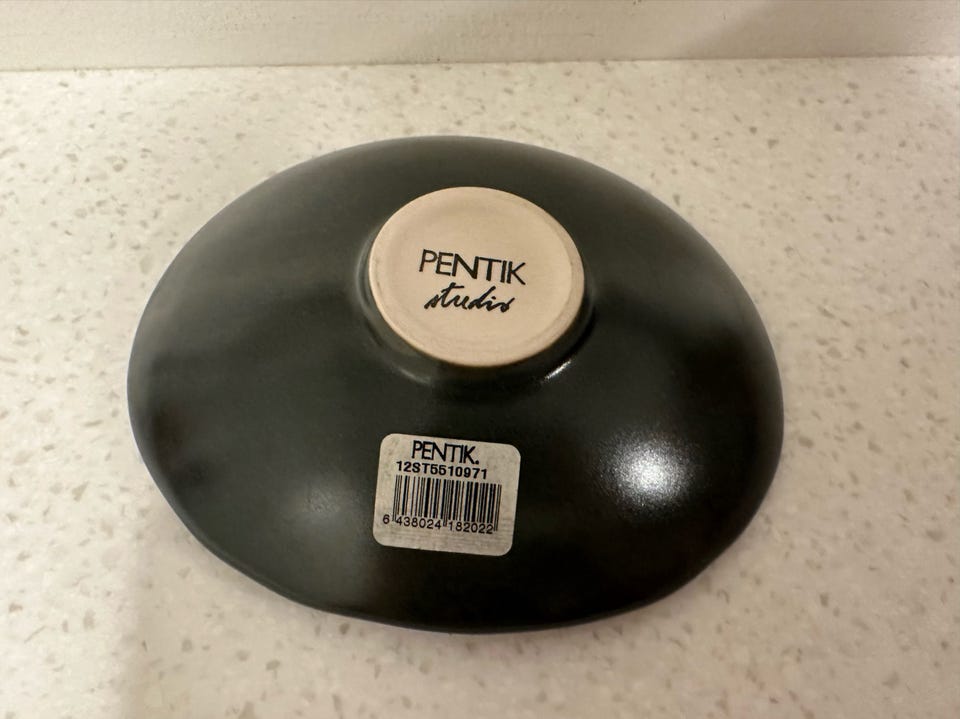 PENTIK
studio
PENTIK.
12ST5510971
6 438024 182022